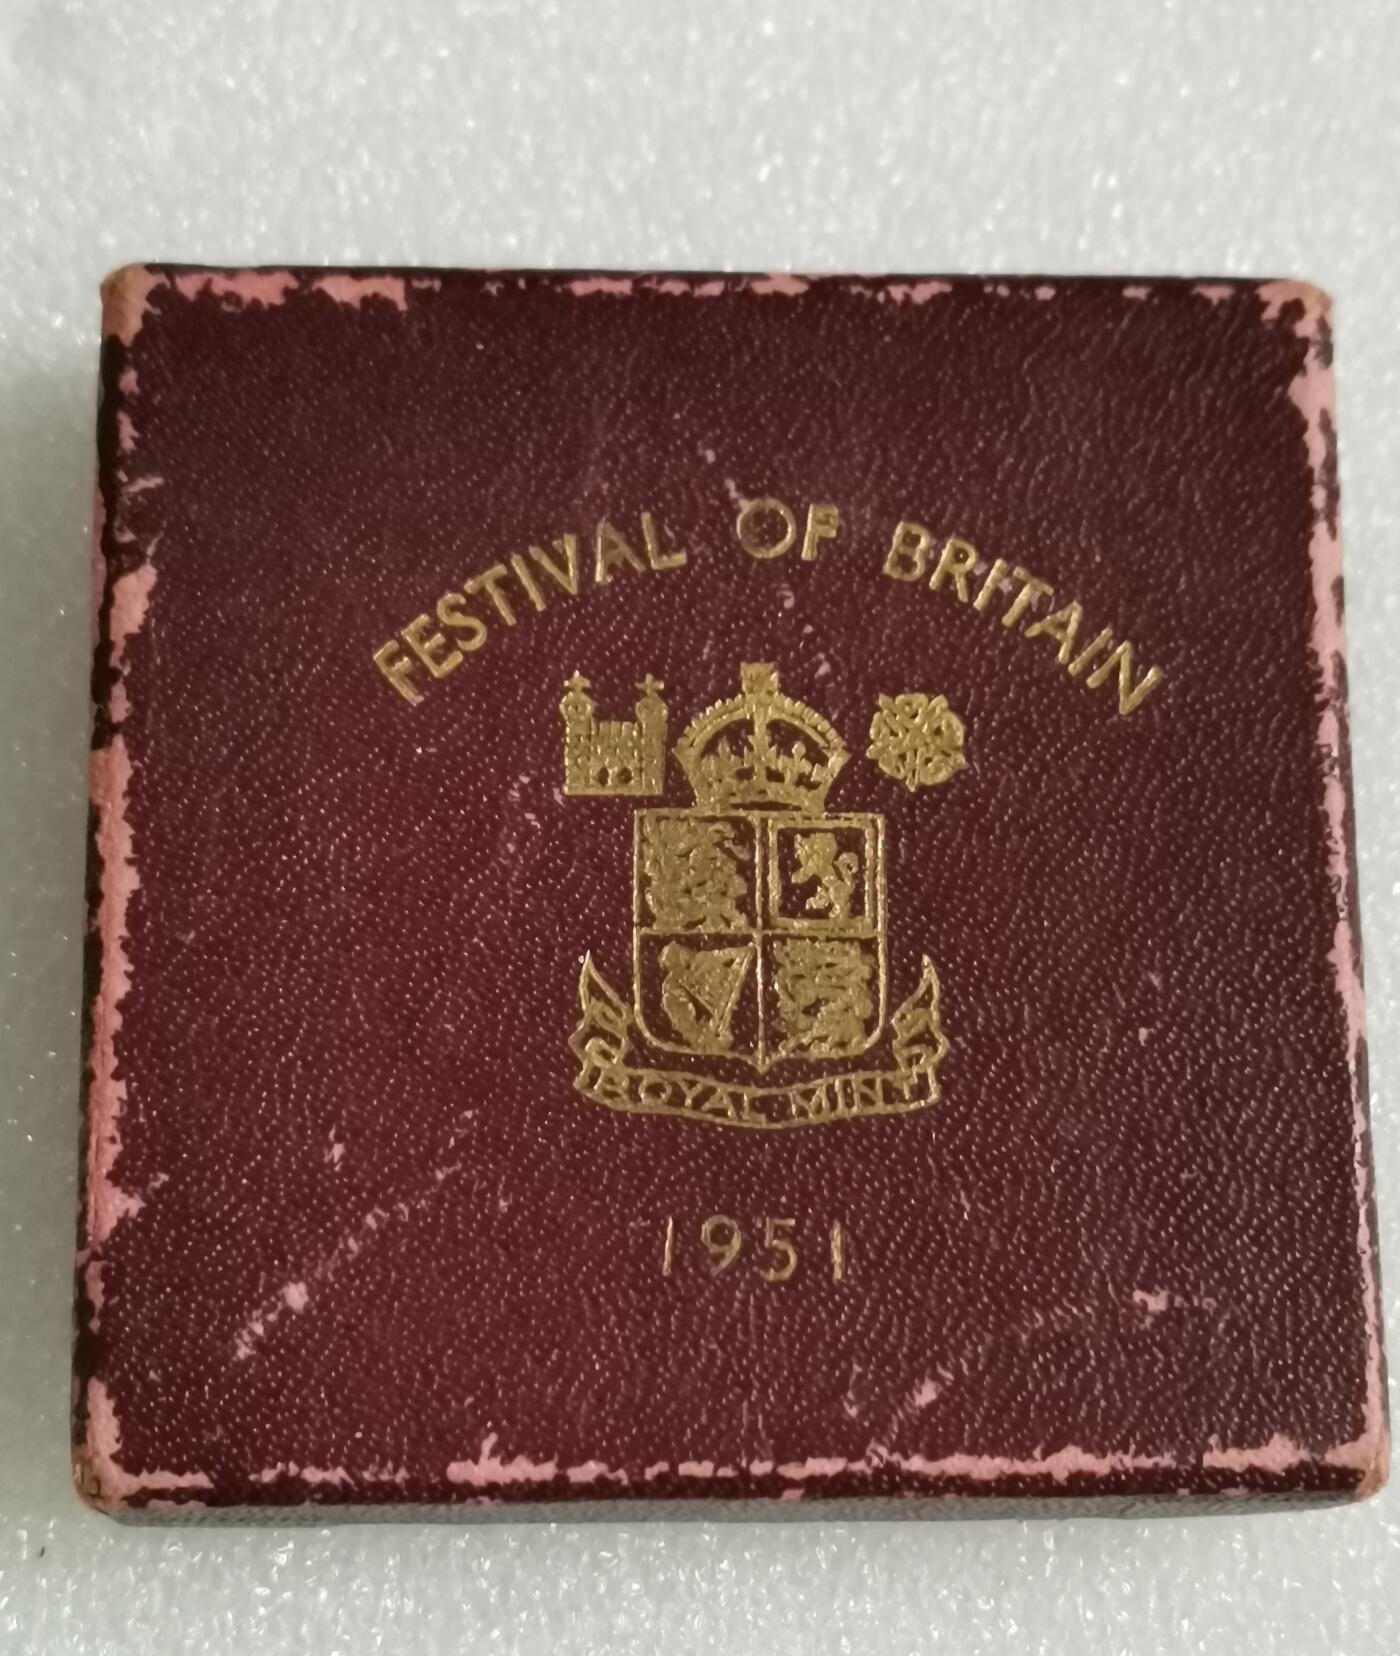 FESTIVAL OF BRITAIN
ROYAL MINT
1951